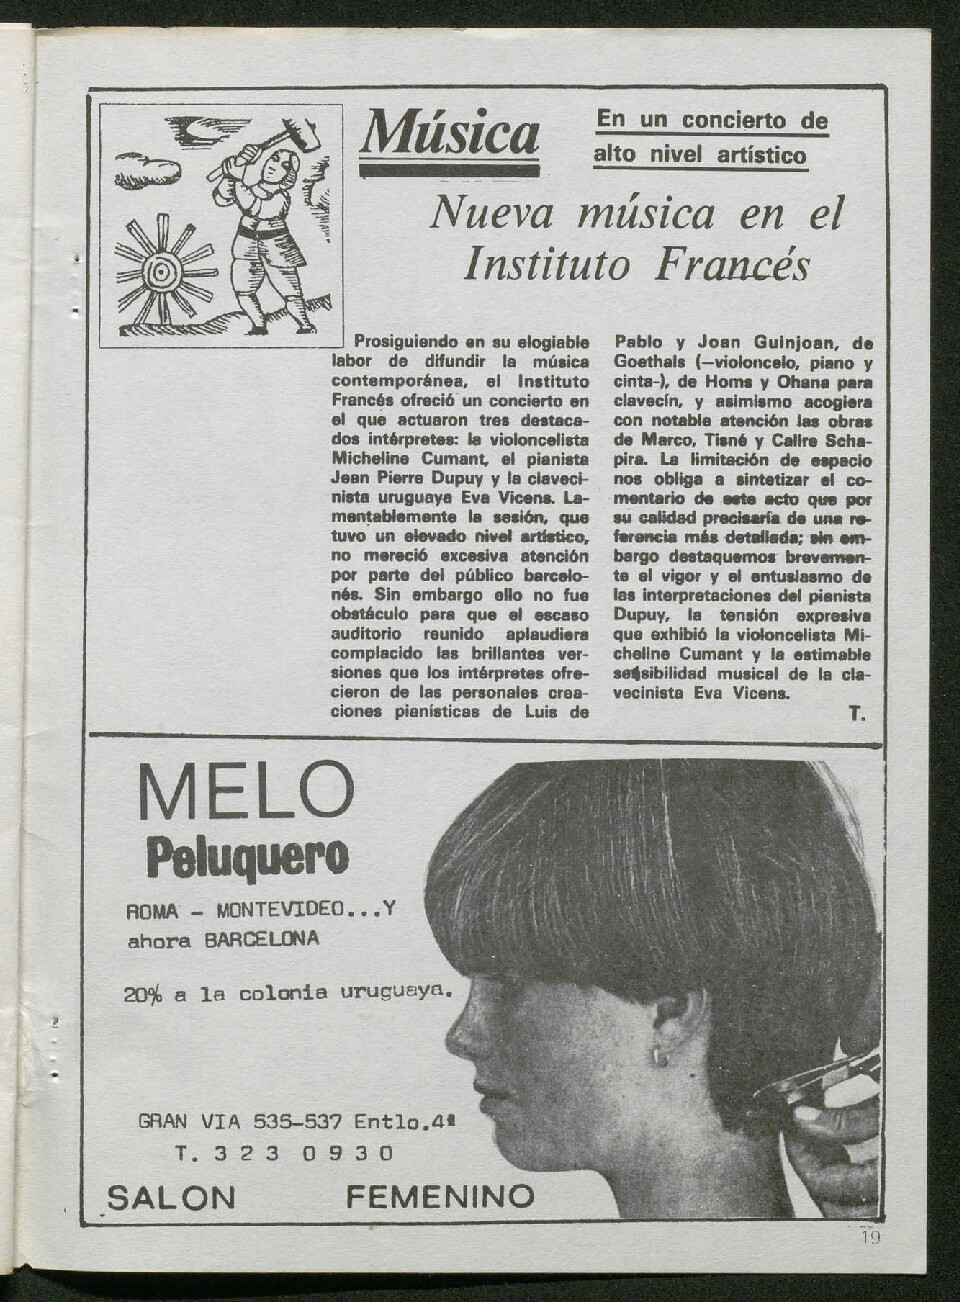 Música
En un concierto de
alto nivel artístico
Nueva música en el
Instituto Francés
Prosiguiendo en su elogiable
labor de difundir la música
contemporánea, el Instituto
Francés ofreció un concierto en
el que actuaron tres destaca-
dos intérpretes: la violoncelista
Micheline Cumant, el pianista
Jean Pierre Dupuy y la claveci-
nista uruguaya Eva Vicens. La-
mentablemente la sesión, que
tuvo un elevado nivel artístico,
no mereció excesiva atención
por parte del público barcelo-
nés. Sin embargo ello no fue
obstáculo para que el escaso
auditorio reunido aplaudiera
complacido las brillantes ver-
siones que los intérpretes ofre-
cieron de las personales crea-
ciones pianísticas de Luis de
Pablo y Joan Guinjoan, de
Goethals (—violoncelo, piano y
cinta-), de Homs y Ohana para
clavecín, y asimismo acogiera
con notable atención las obras
de Marco, Tisné y Calire Scha-
pira. La limitación de espacio
nos obliga a sintetizar el co-
mentario de este acto que por
su calidad precisaría de una re-
ferencia más detallada; sin em-
bargo destaquemos brevemen-
te el vigor y el entusiasmo de
las interpretaciones del pianista
Dupuy, la tensión expresiva
que exhibió la violoncelista Mi-
cheline Cumant y la estimable
sensibilidad musical de la cla-
vecinista Eva Vicens.
T.
MELO
Peluquero
ROMA - MONTEVIDEO...Y
ahora BARCELONA
20% a la colonia uruguaya.
GRAN VIA 535-537 Entlo.4ª
T. 323 0930
SALON FEMENINO
19